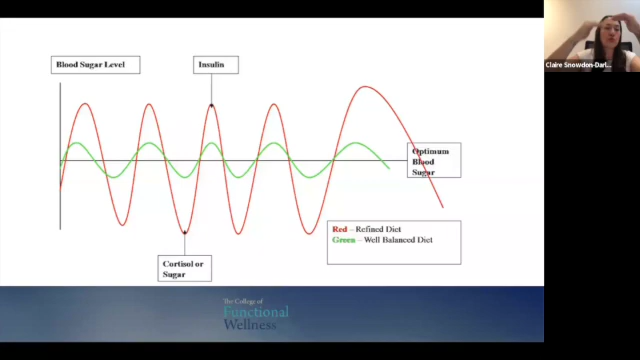 Blood Sugar Level
Insulin
Claire Snowdon-Darl...
Optimum
Blood
Sugar
Red – Refined Diet
Green – Well Balanced Diet
Cortisol or
Sugar
The College of
Functional
Wellness